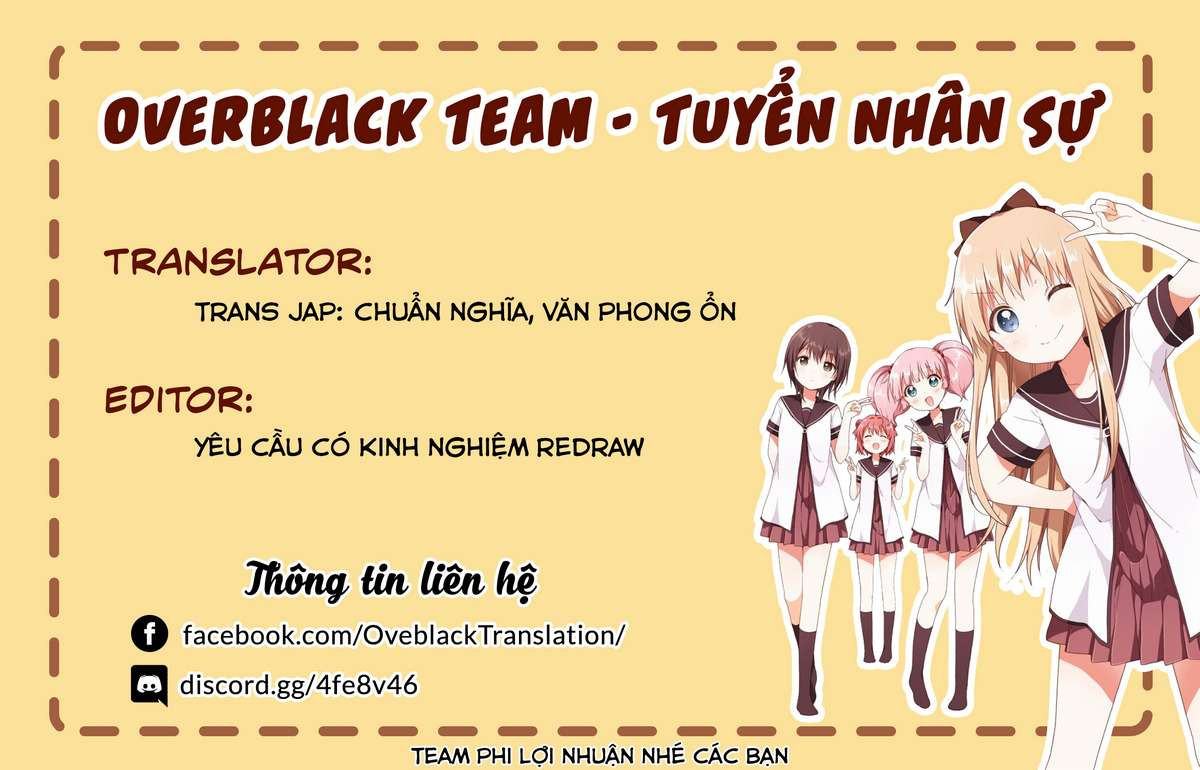 OVERBLACK TEAM - TUYỂN NHÂN SỰ
TRANSLATOR:
TRANS JAP: CHUẨN NGHĨA, VĂN PHONG ỔN
EDITOR:
YÊU CẦU CÓ KINH NGHIỆM REDRAW
Thông tin liên hệ
facebook.com/OveblackTranslation/
discord.gg/4fe8v46
TEAM PHI LỢI NHUẬN NHÉ CÁC BẠN